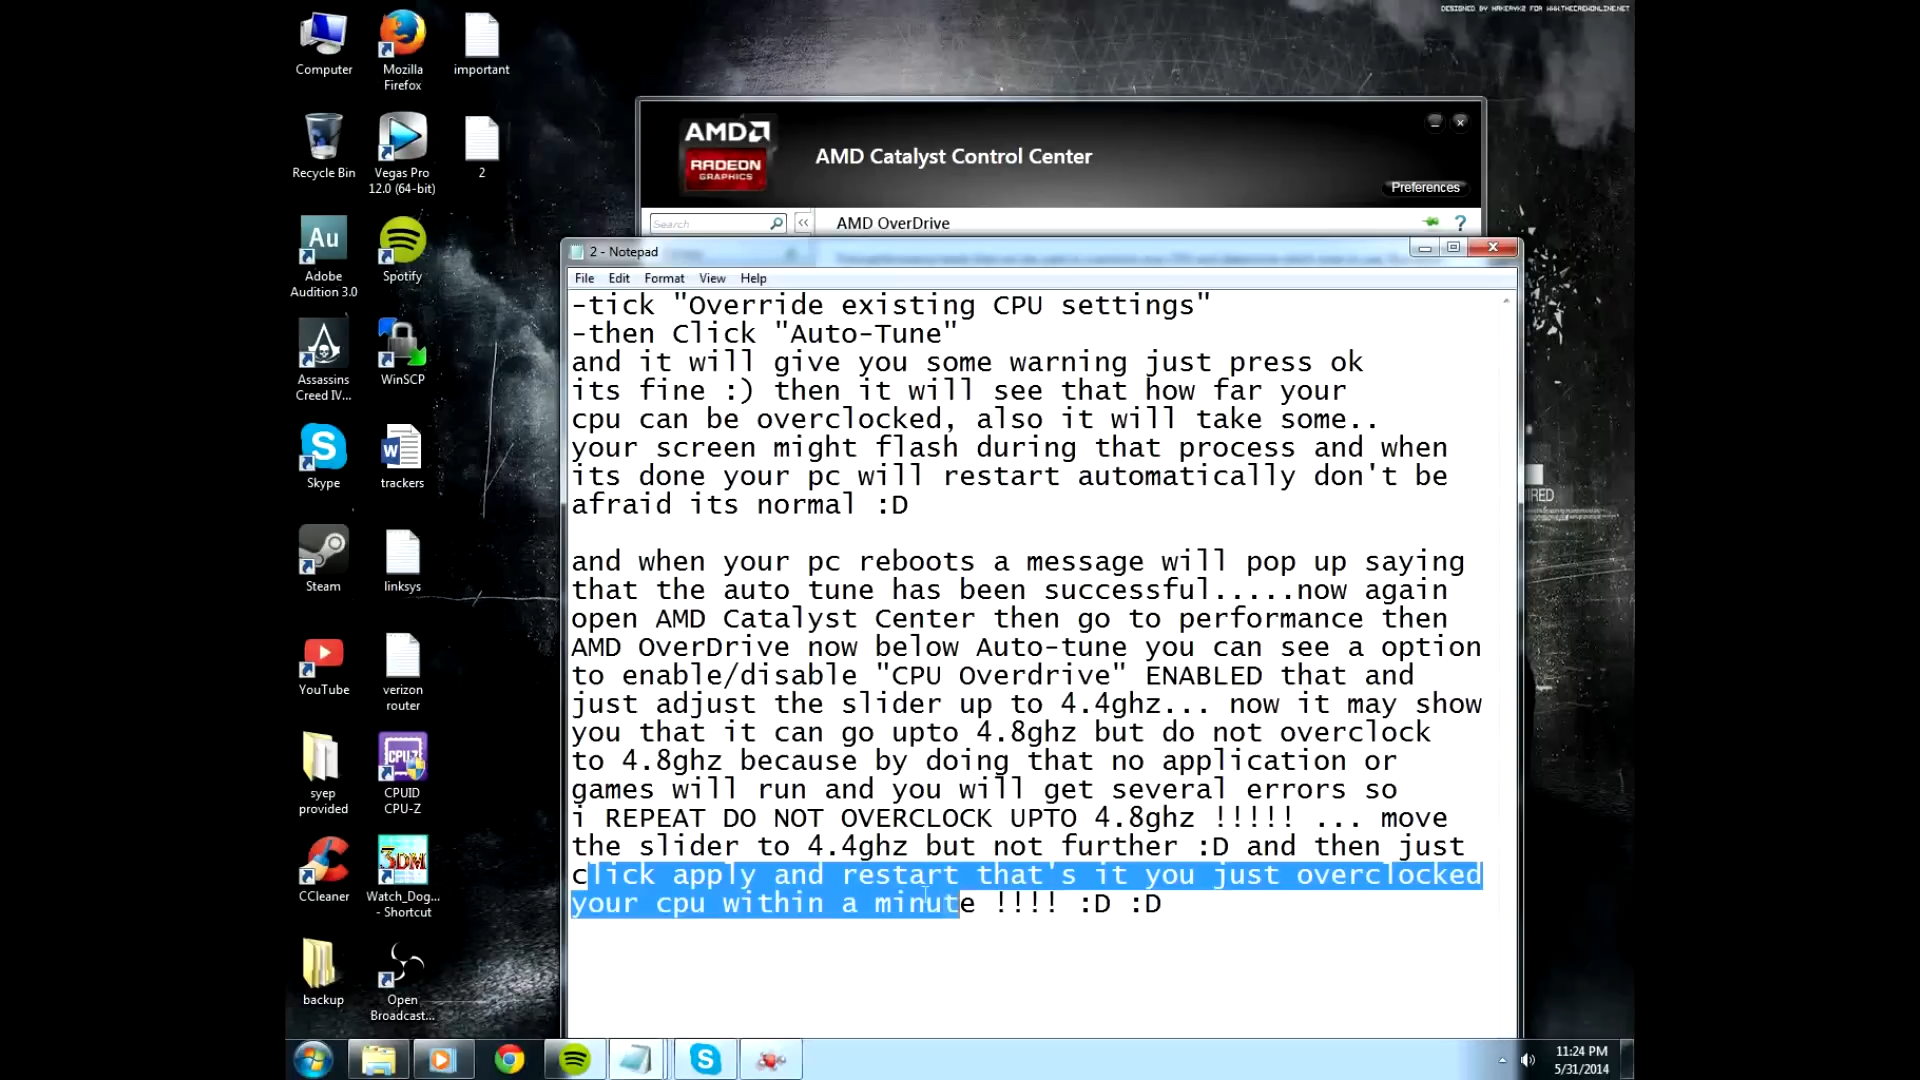 DESIGNED BY WAKERVK2 FOR WWW.THECREWONLINE.NET
Computer
Mozilla
Firefox
important
Recycle Bin
Vegas Pro
12.0 (64-bit)
2
Au
Adobe
Audition 3.0
Spotify
Assassins
Creed IV...
WinSCP
Skype
trackers
Steam
linksys
YouTube
verizon
router
syep
provided
CPU-Z
CPUID
CPU-Z
CCleaner
3DM
Watch_Dog...
- Shortcut
backup
Open
Broadcast...
AMD
RADEON
GRAPHICS
AMD Catalyst Control Center
Preferences
Search
AMD OverDrive
2 - Notepad
File Edit Format View Help
-tick "Override existing CPU settings"
-then Click "Auto-Tune"
and it will give you some warning just press ok
its fine :) then it will see that how far your
cpu can be overclocked, also it will take some..
your screen might flash during that process and when
its done your pc will restart automatically don't be
afraid its normal :D
and when your pc reboots a message will pop up saying
that the auto tune has been successful.....now again
open AMD Catalyst Center then go to performance then
AMD OverDrive now below Auto-tune you can see a option
to enable/disable "CPU Overdrive" ENABLED that and
just adjust the slider up to 4.4ghz... now it may show
you that it can go upto 4.8ghz but do not overclock
to 4.8ghz because by doing that no application or
games will run and you will get several errors so
i REPEAT DO NOT OVERCLOCK UPTO 4.8ghz !!!!! ... move
the slider to 4.4ghz but not further :D and then just
click apply and restart that's it you just overclocked
your cpu within a minute !!!! :D :D
11:24 PM
5/31/2014